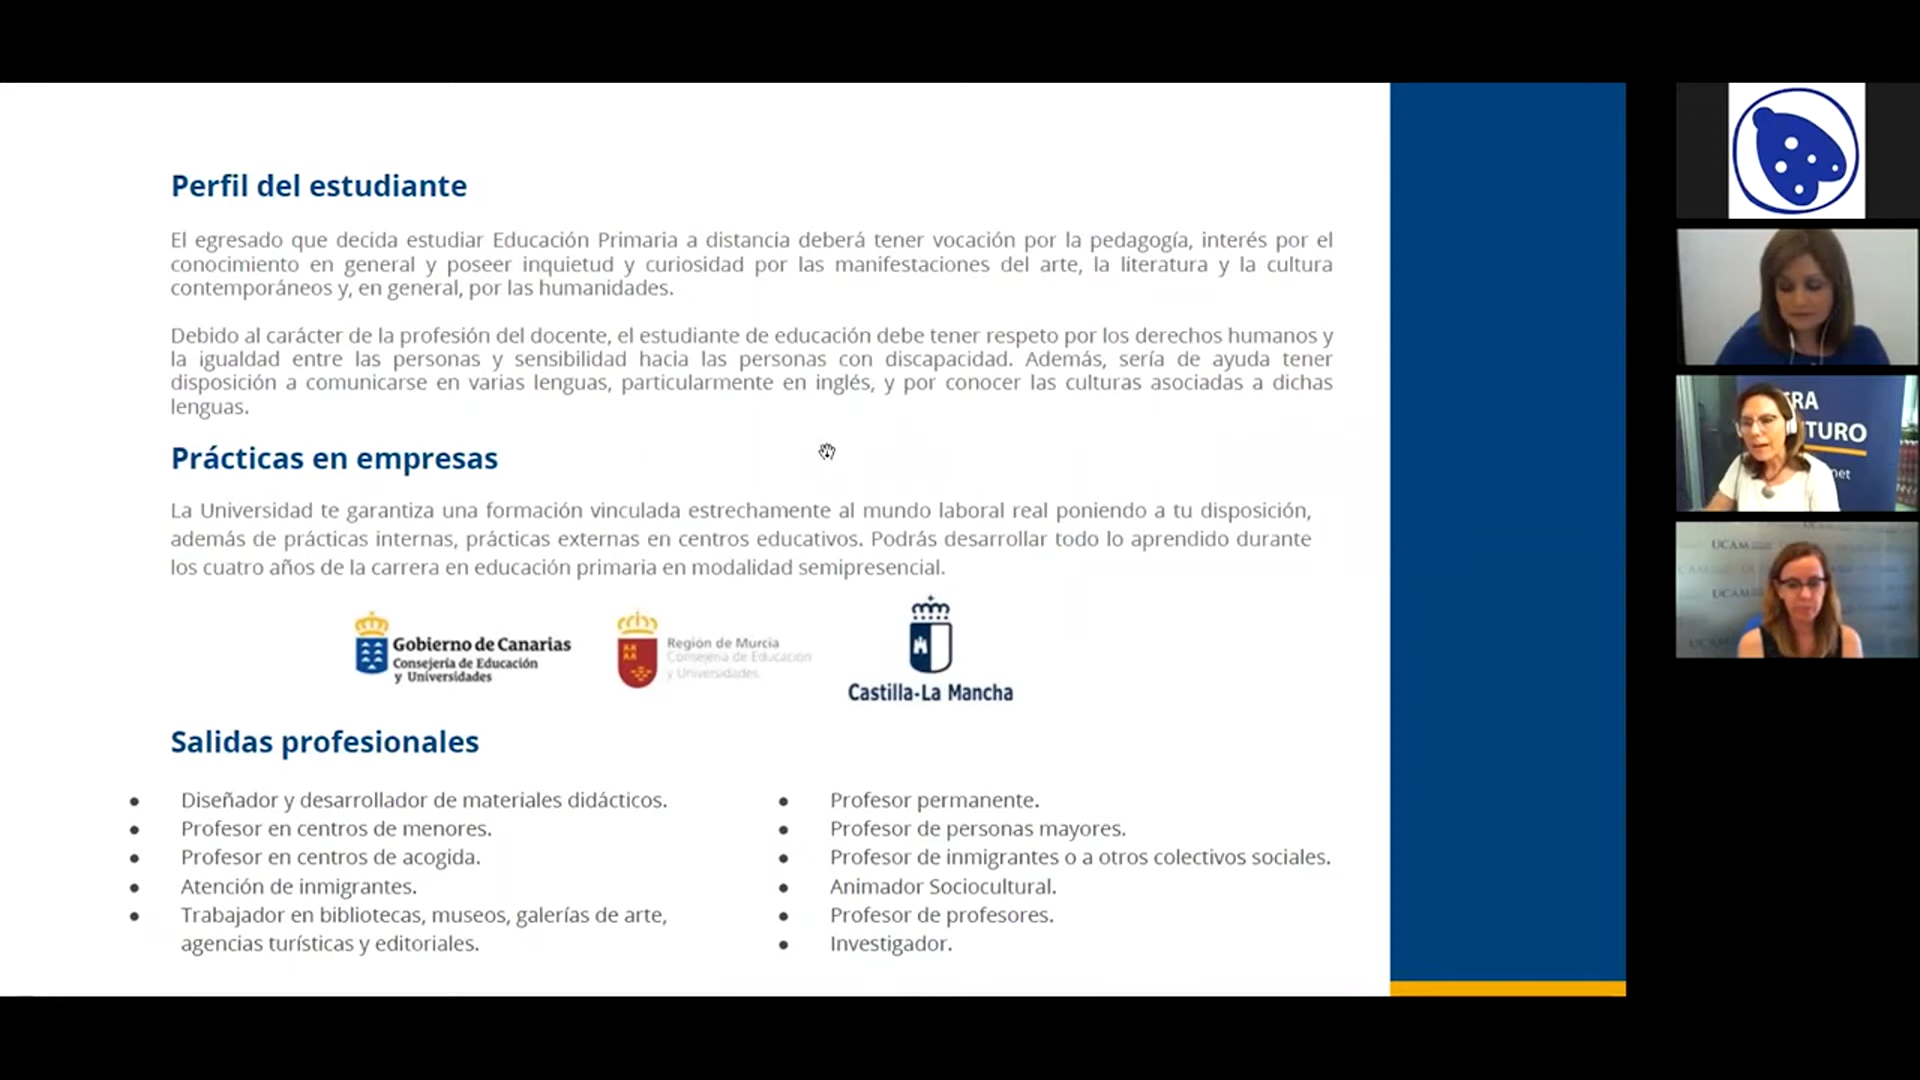 Perfil del estudiante
El egresado que decida estudiar Educación Primaria a distancia deberá tener vocación por la pedagogía, interés por el
conocimiento en general y poseer inquietud y curiosidad por las manifestaciones del arte, la literatura y la cultura
contemporáneos y, en general, por las humanidades.
Debido al carácter de la profesión del docente, el estudiante de educación debe tener respeto por los derechos humanos y
la igualdad entre las personas y sensibilidad hacia las personas con discapacidad. Además, sería de ayuda tener
disposición a comunicarse en varias lenguas, particularmente en inglés, y por conocer las culturas asociadas a dichas
lenguas.
Prácticas en empresas
La Universidad te garantiza una formación vinculada estrechamente al mundo laboral real poniendo a tu disposición,
además de prácticas internas, prácticas externas en centros educativos. Podrás desarrollar todo lo aprendido durante
los cuatro años de la carrera en educación primaria en modalidad semipresencial.
Gobierno de Canarias
Consejería de Educación
y Universidades
Región de Murcia
Consejería de Educación
y Universidades
Castilla-La Mancha
Salidas profesionales
● Diseñador y desarrollador de materiales didácticos.
● Profesor en centros de menores.
● Profesor en centros de acogida.
● Atención de inmigrantes.
● Trabajador en bibliotecas, museos, galerías de arte,
agencias turísticas y editoriales.
● Profesor permanente.
● Profesor de personas mayores.
● Profesor de inmigrantes o a otros colectivos sociales.
● Animador Sociocultural.
● Profesor de profesores.
● Investigador.
TRA
TURO
net
UCAM
UCAM
UCAM